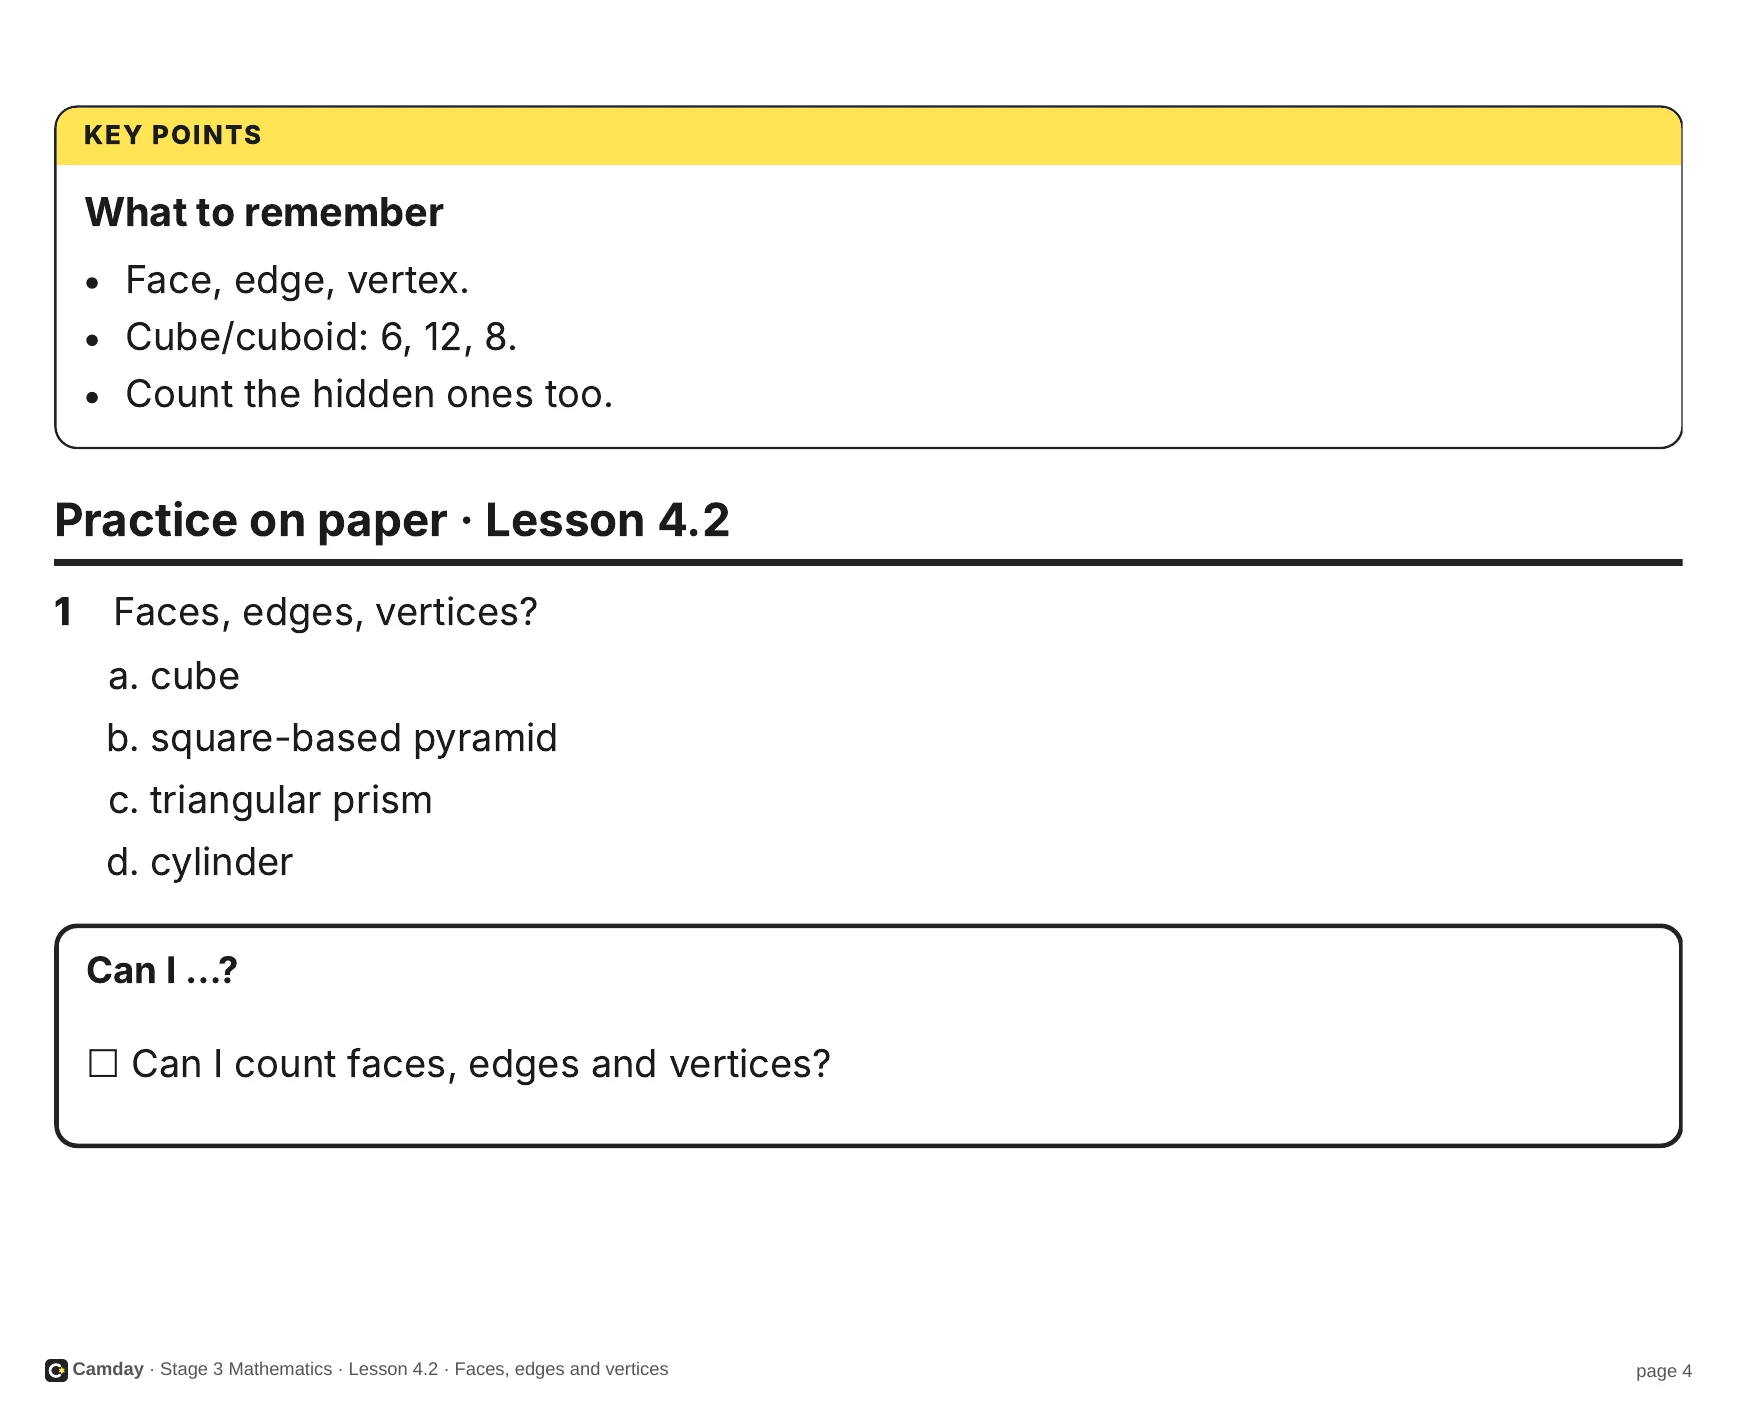 KEY POINTS
What to remember
• Face, edge, vertex.
• Cube/cuboid: 6, 12, 8.
• Count the hidden ones too.
Practice on paper · Lesson 4.2
1 Faces, edges, vertices?
a. cube
b. square-based pyramid
c. triangular prism
d. cylinder
Can I …?
☐ Can I count faces, edges and vertices?
Camday · Stage 3 Mathematics · Lesson 4.2 · Faces, edges and vertices
page 4